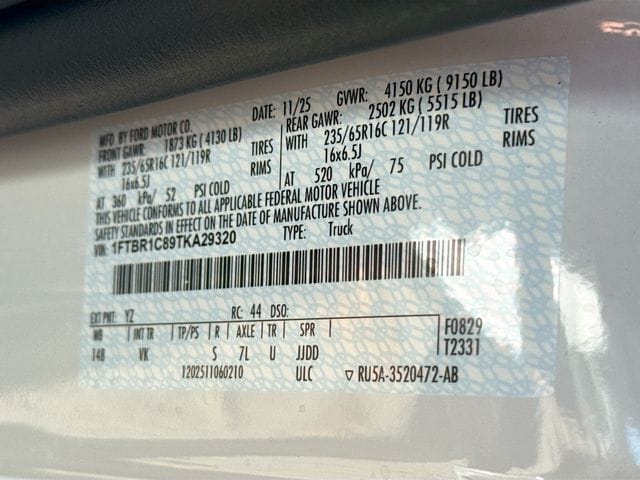 MFD. BY FORD MOTOR CO. DATE: 11/25 GVWR: 4150 KG ( 9150 LB)
FRONT GAWR: 1873 KG ( 4130 LB) REAR GAWR: 2502 KG ( 5515 LB)
WITH 235/65R16C 121/119R TIRES WITH 235/65R16C 121/119R TIRES
16x6.5J RIMS 16x6.5J RIMS
AT 360 kPa/ 52 PSI COLD AT 520 kPa/ 75 PSI COLD
THIS VEHICLE CONFORMS TO ALL APPLICABLE FEDERAL MOTOR VEHICLE
SAFETY STANDARDS IN EFFECT ON THE DATE OF MANUFACTURE SHOWN ABOVE.
VIN: 1FTBR1C89TKA29320 TYPE: Truck
EXT PNT: YZ RC: 44 DSO:
WB INT TR TP/PS R AXLE TR SPR F0829
148 VK S 7L U JJDD T2331
1202511060210 ULC ▽ RU5A-3520472-AB